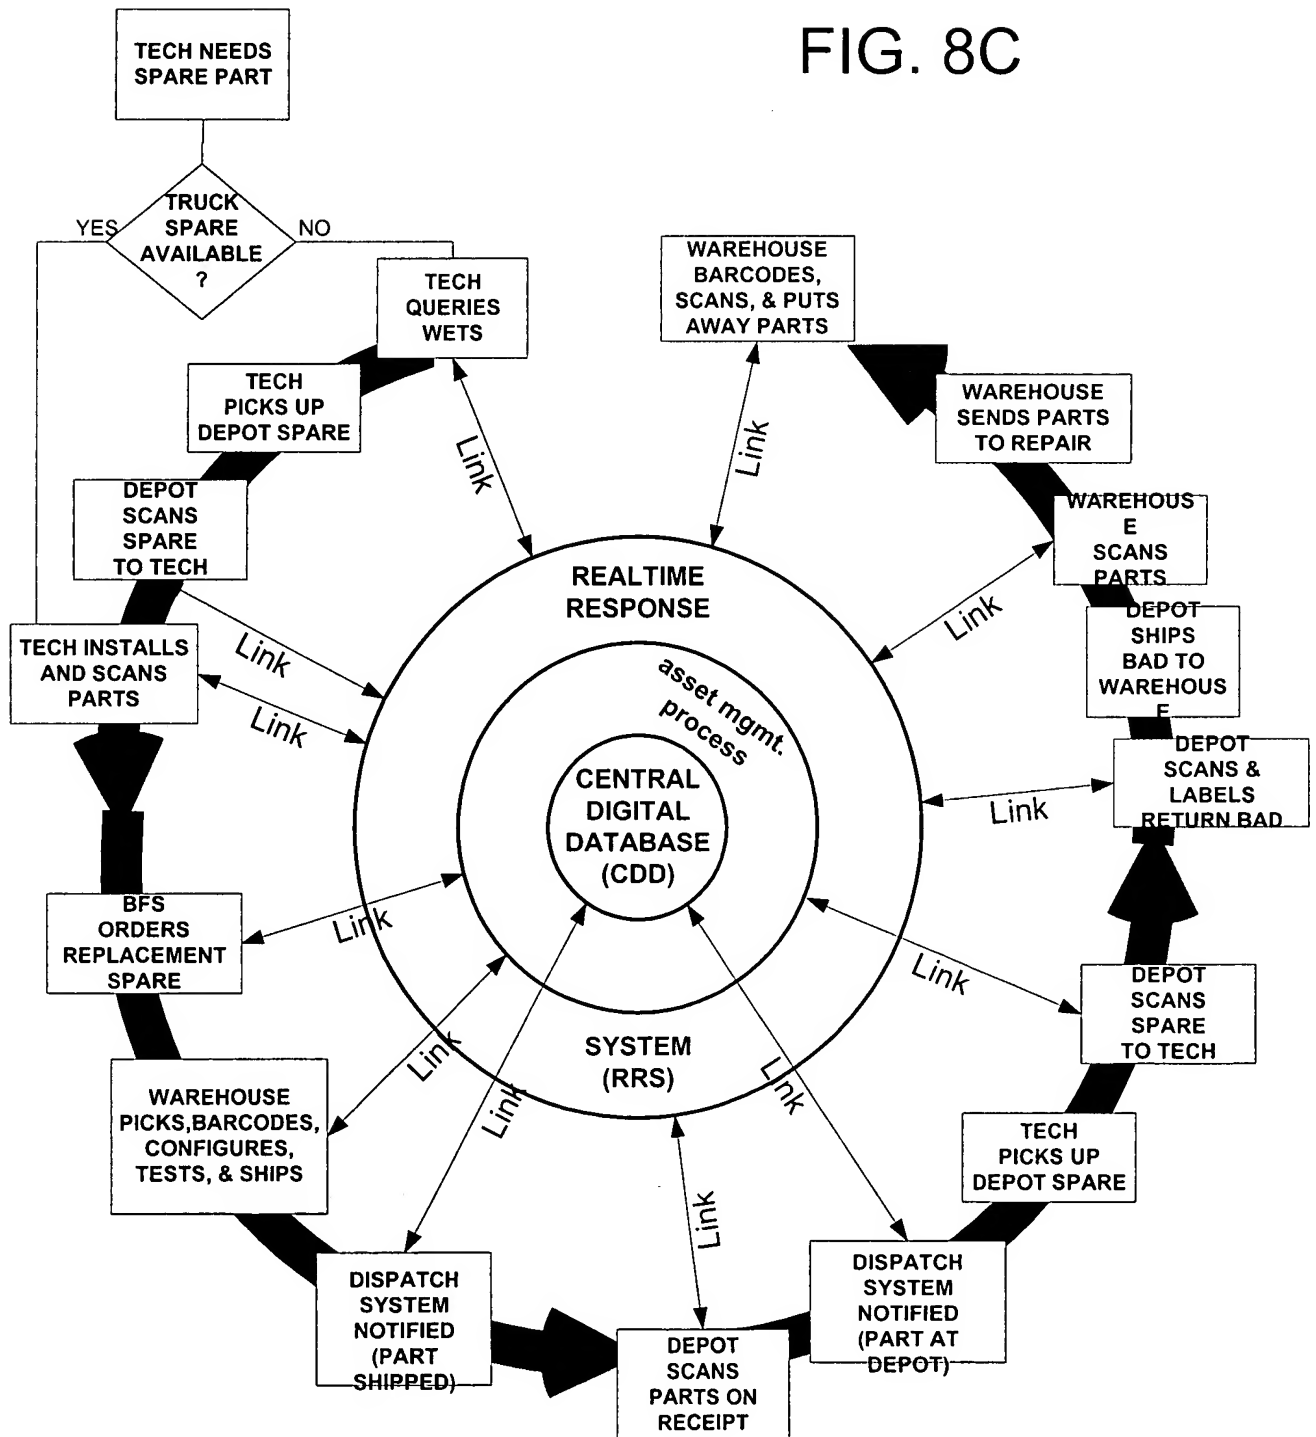 FIG. 8C
TECH NEEDS
SPARE PART
TRUCK
SPARE
AVAILABLE
?
YES
NO
TECH
QUERIES
WETS
TECH
PICKS UP
DEPOT SPARE
DEPOT
SCANS
SPARE
TO TECH
TECH INSTALLS
AND SCANS
PARTS
BFS
ORDERS
REPLACEMENT
SPARE
WAREHOUSE
PICKS,BARCODES,
CONFIGURES,
TESTS, & SHIPS
DISPATCH
SYSTEM
NOTIFIED
(PART
SHIPPED)
DEPOT
SCANS
PARTS ON
RECEIPT
DISPATCH
SYSTEM
NOTIFIED
(PART AT
DEPOT)
TECH
PICKS UP
DEPOT SPARE
DEPOT
SCANS
SPARE
TO TECH
DEPOT
SCANS &
LABELS
RETURN BAD
DEPOT
SHIPS
BAD TO
WAREHOUS
E
WAREHOUS
E
SCANS
PARTS
WAREHOUSE
SENDS PARTS
TO REPAIR
WAREHOUSE
BARCODES,
SCANS, & PUTS
AWAY PARTS
Link
Link
Link
Link
Link
Link
Link
Link
Link
Link
Link
Link
Link
REALTIME
RESPONSE
asset mgmt.
process
CENTRAL
DIGITAL
DATABASE
(CDD)
SYSTEM
(RRS)